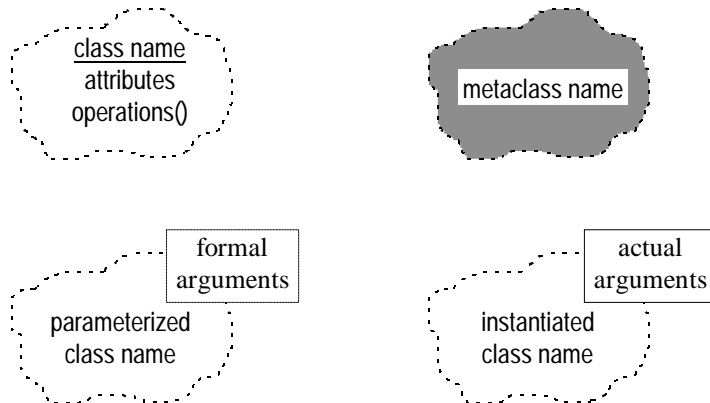 class name
attributes
operations()
metaclass name
formal
arguments
parameterized
class name
actual
arguments
instantiated
class name